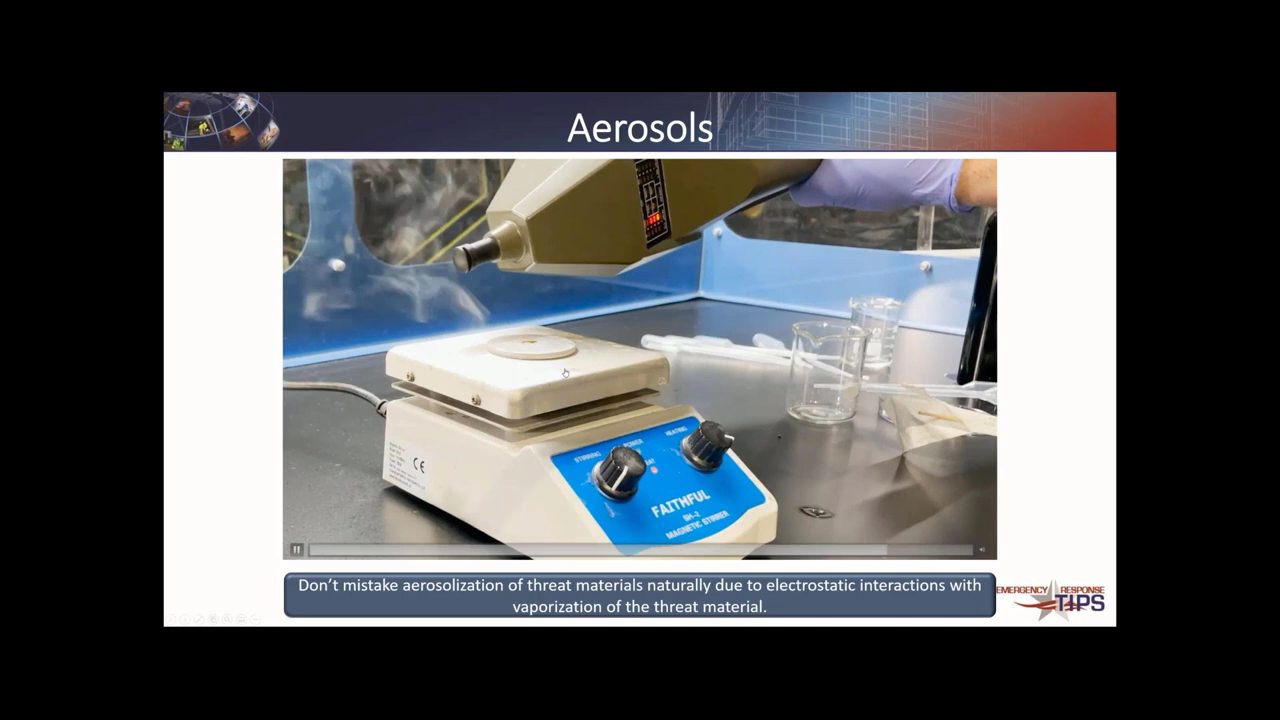 Aerosols
STIRRING
POWER
HEATING
HEAT
FAITHFUL
SH-2
MAGNETIC STIRRER
CE
Don't mistake aerosolization of threat materials naturally due to electrostatic interactions with
vaporization of the threat material.
EMERGENCY RESPONSE
TIPS